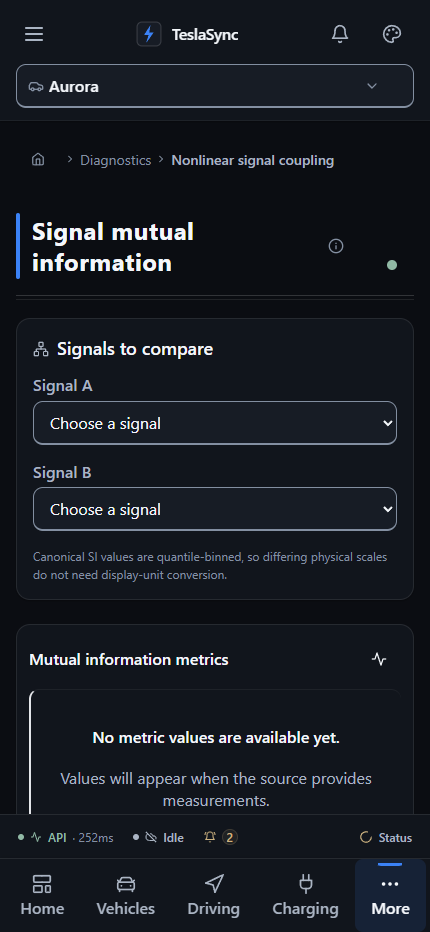 TeslaSync
Aurora
Diagnostics
Nonlinear signal coupling
Signal mutual
information
Signals to compare
Signal A
Choose a signal
Signal B
Choose a signal
Canonical SI values are quantile-binned, so differing physical scales
do not need display-unit conversion.
Mutual information metrics
No metric values are available yet.
Values will appear when the source provides
measurements.
API · 252ms
Idle
2
Status
Home
Vehicles
Driving
Charging
More